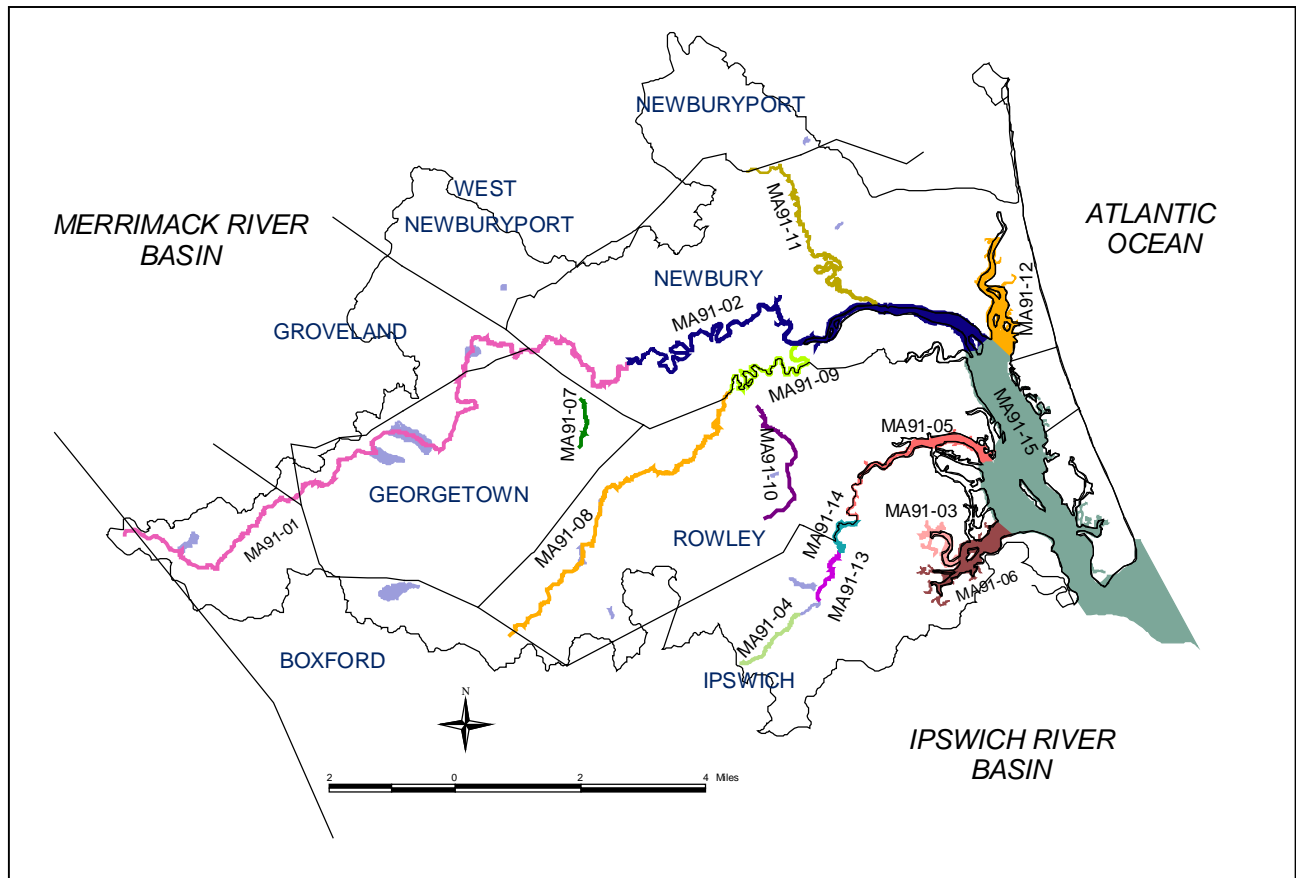 NEWBURYPORT
WEST
NEWBURYPORT
MERRIMACK RIVER
BASIN
ATLANTIC
OCEAN
MA91-11
NEWBURY
MA91-12
MA91-02
GROVELAND
MA91-09
MA91-15
MA91-07
MA91-05
MA91-10
GEORGETOWN
MA91-03
MA91-14
MA91-01
MA91-08
ROWLEY
MA91-13
MA91-06
MA91-04
BOXFORD
IPSWICH
N
IPSWICH RIVER
BASIN
2 0 2 4 Miles